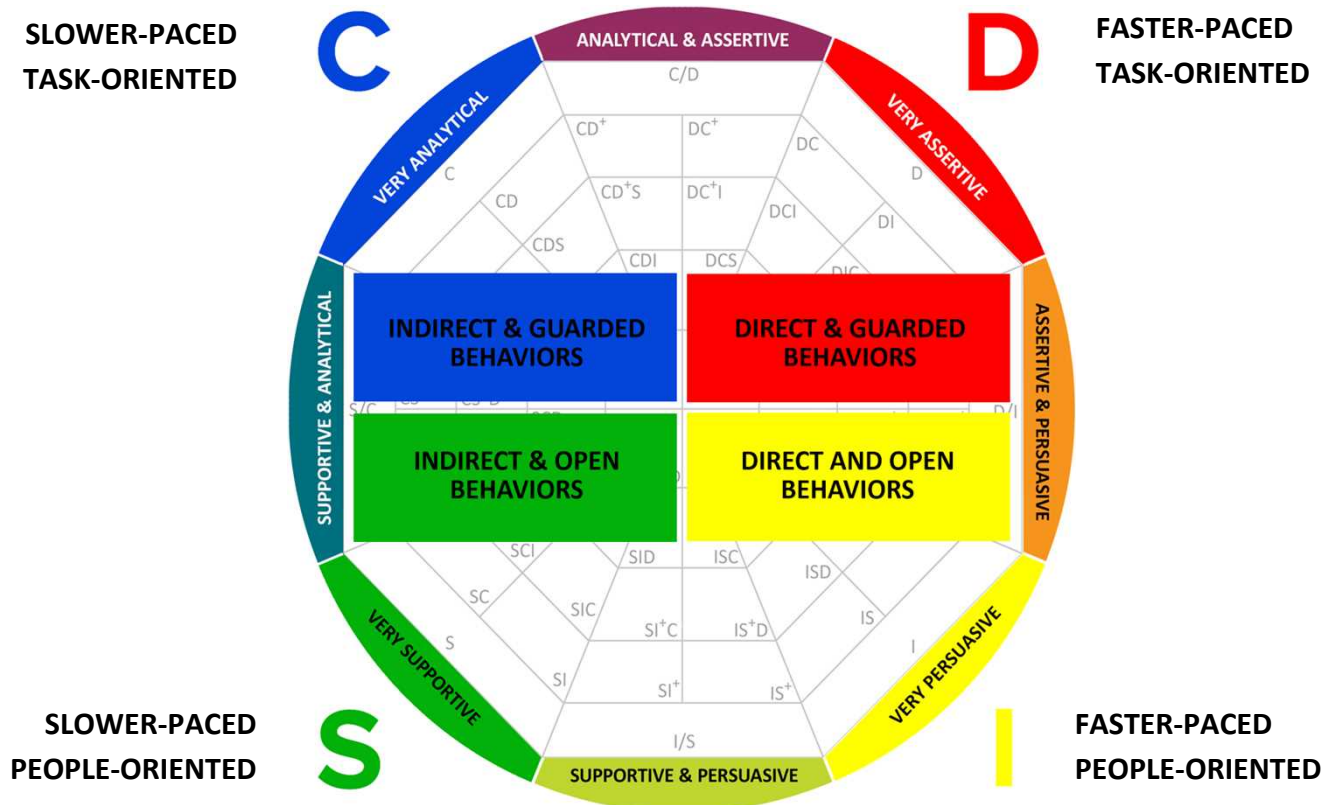 SLOWER-PACED
TASK-ORIENTED
C
ANALYTICAL & ASSERTIVE
D
FASTER-PACED
TASK-ORIENTED
C/D
VERY ANALYTICAL
VERY ASSERTIVE
CD+
DC+
DC
C
D
CD
CD+S
DC+I
DCI
DI
CDS
CDI
DCS
DIC
SUPPORTIVE & ANALYTICAL
INDIRECT & GUARDED
BEHAVIORS
DIRECT & GUARDED
BEHAVIORS
ASSERTIVE & PERSUASIVE
S/C
D/I
INDIRECT & OPEN
BEHAVIORS
DIRECT AND OPEN
BEHAVIORS
SCI
SID
ISC
ISD
SC
SIC
SI+C
IS+D
IS
S
I
SI
SI+
IS+
VERY SUPPORTIVE
VERY PERSUASIVE
I/S
SLOWER-PACED
PEOPLE-ORIENTED
S
SUPPORTIVE & PERSUASIVE
I
FASTER-PACED
PEOPLE-ORIENTED